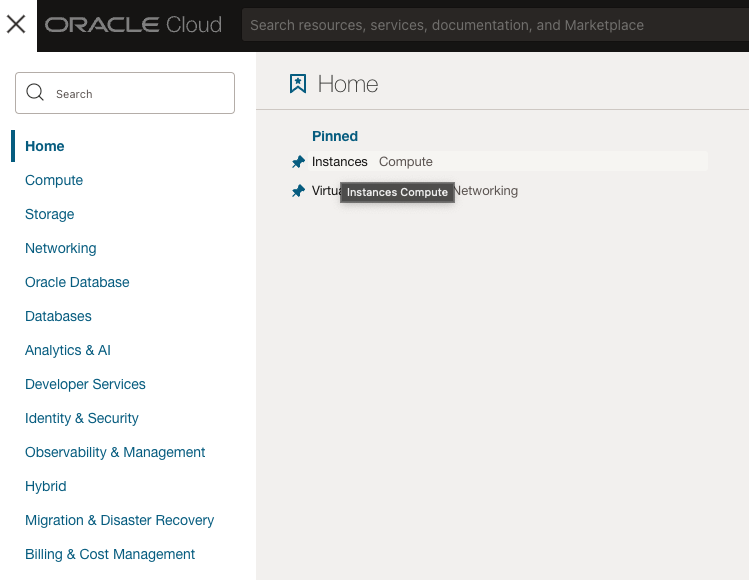 ORACLE Cloud
Search resources, services, documentation, and Marketplace
Search
Home
Compute
Storage
Networking
Oracle Database
Databases
Analytics & AI
Developer Services
Identity & Security
Observability & Management
Hybrid
Migration & Disaster Recovery
Billing & Cost Management
Home
Pinned
Instances Compute
Networking
Instances Compute